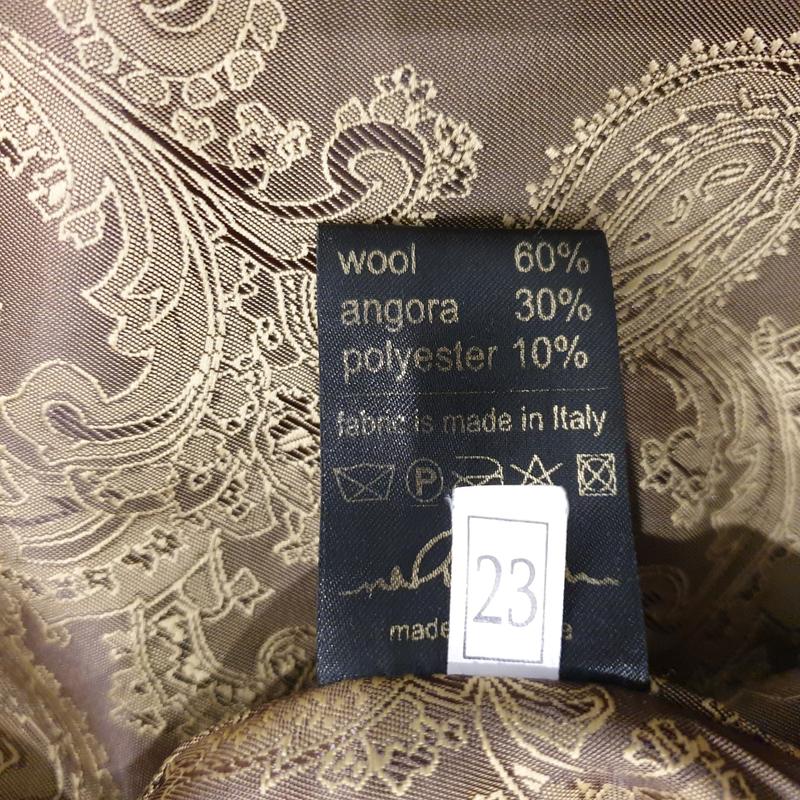 wool 60%
angora 30%
polyester 10%
fabric is made in Italy
P
23
made